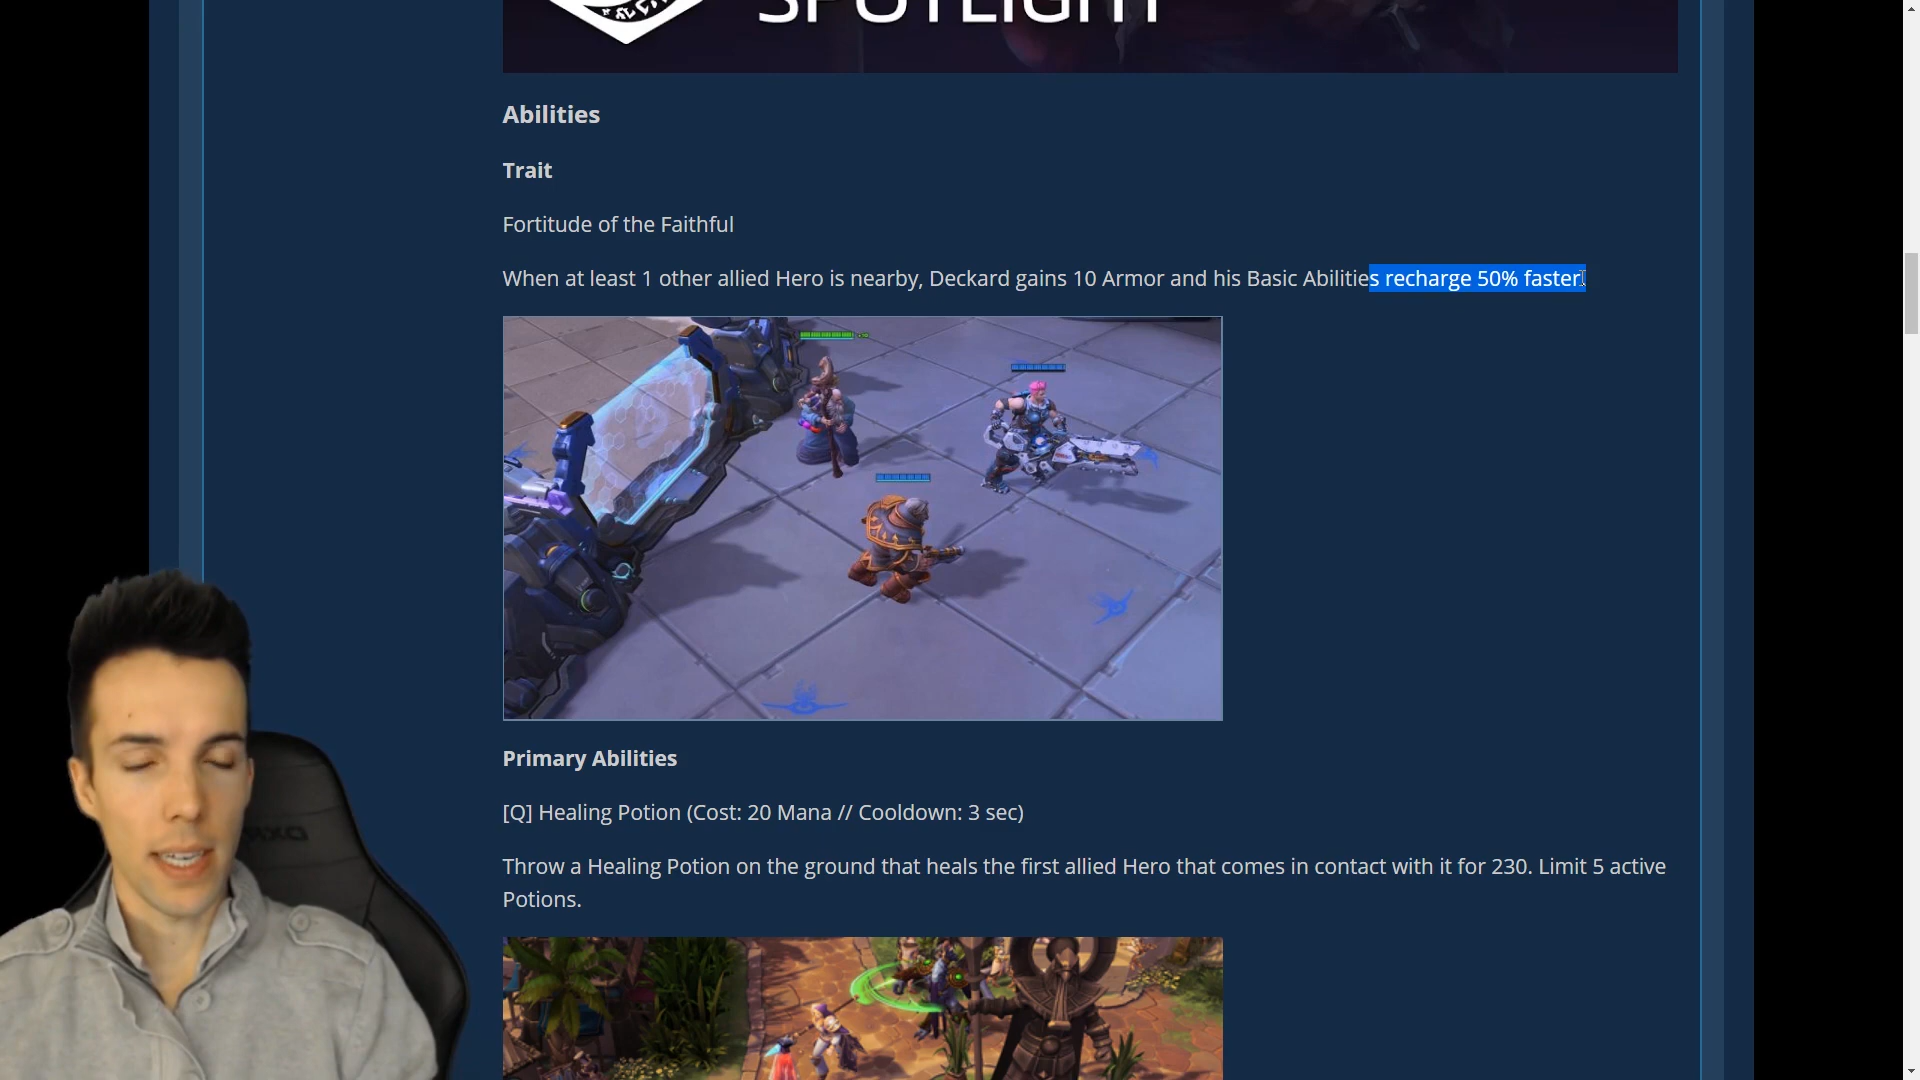 SPOTLIGHT
Abilities
Trait
Fortitude of the Faithful
When at least 1 other allied Hero is nearby, Deckard gains 10 Armor and his Basic Abilities recharge 50% faster.
Primary Abilities
[Q] Healing Potion (Cost: 20 Mana // Cooldown: 3 sec)
Throw a Healing Potion on the ground that heals the first allied Hero that comes in contact with it for 230. Limit 5 active
Potions.